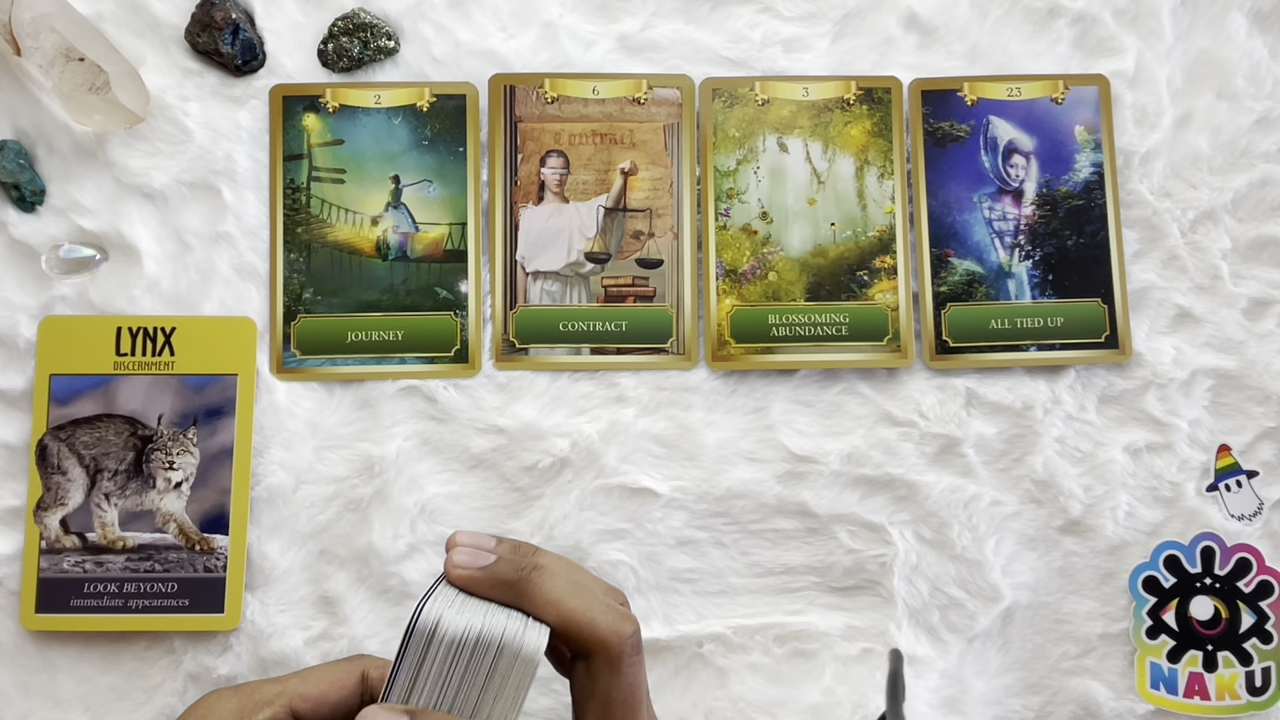 2
JOURNEY
6
Contract
CONTRACT
3
BLOSSOMING
ABUNDANCE
23
ALL TIED UP
LYNX
DISCERNMENT
LOOK BEYOND
immediate appearances
NAKU